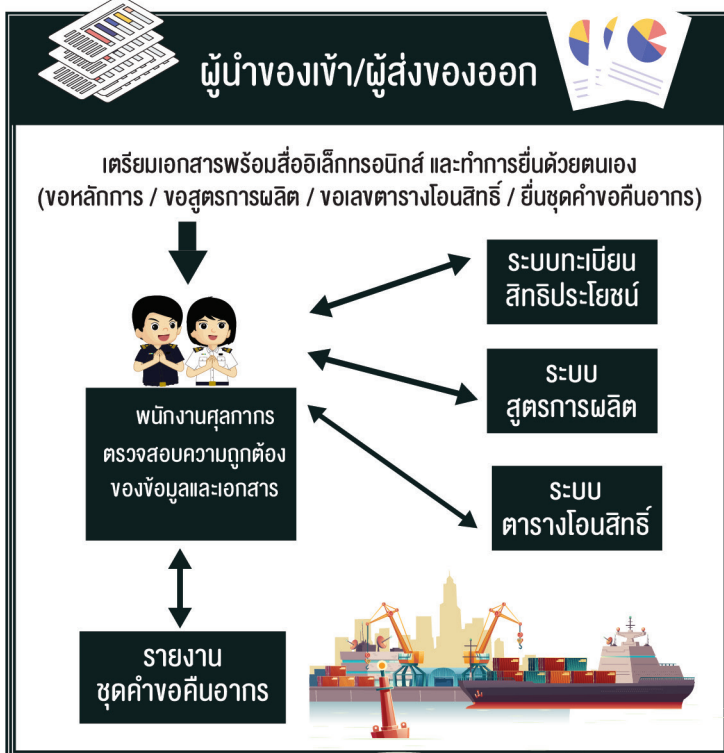 ผู้นำของเข้า/ผู้ส่งของออก
เตรียมเอกสารพร้อมสื่ออิเล็กทรอนิกส์ และทำการยื่นด้วยตนเอง
(ขอหลักการ / ขอสูตรการผลิต / ขอเลขตารางโอนสิทธิ์ / ยื่นชุดคำขอคืนอากร)
ระบบทะเบียน
สิทธิประโยชน์
ระบบ
สูตรการผลิต
พนักงานศุลกากร
ตรวจสอบความถูกต้อง
ของข้อมูลและเอกสาร
ระบบ
ตารางโอนสิทธิ์
รายงาน
ชุดคำขอคืนอากร